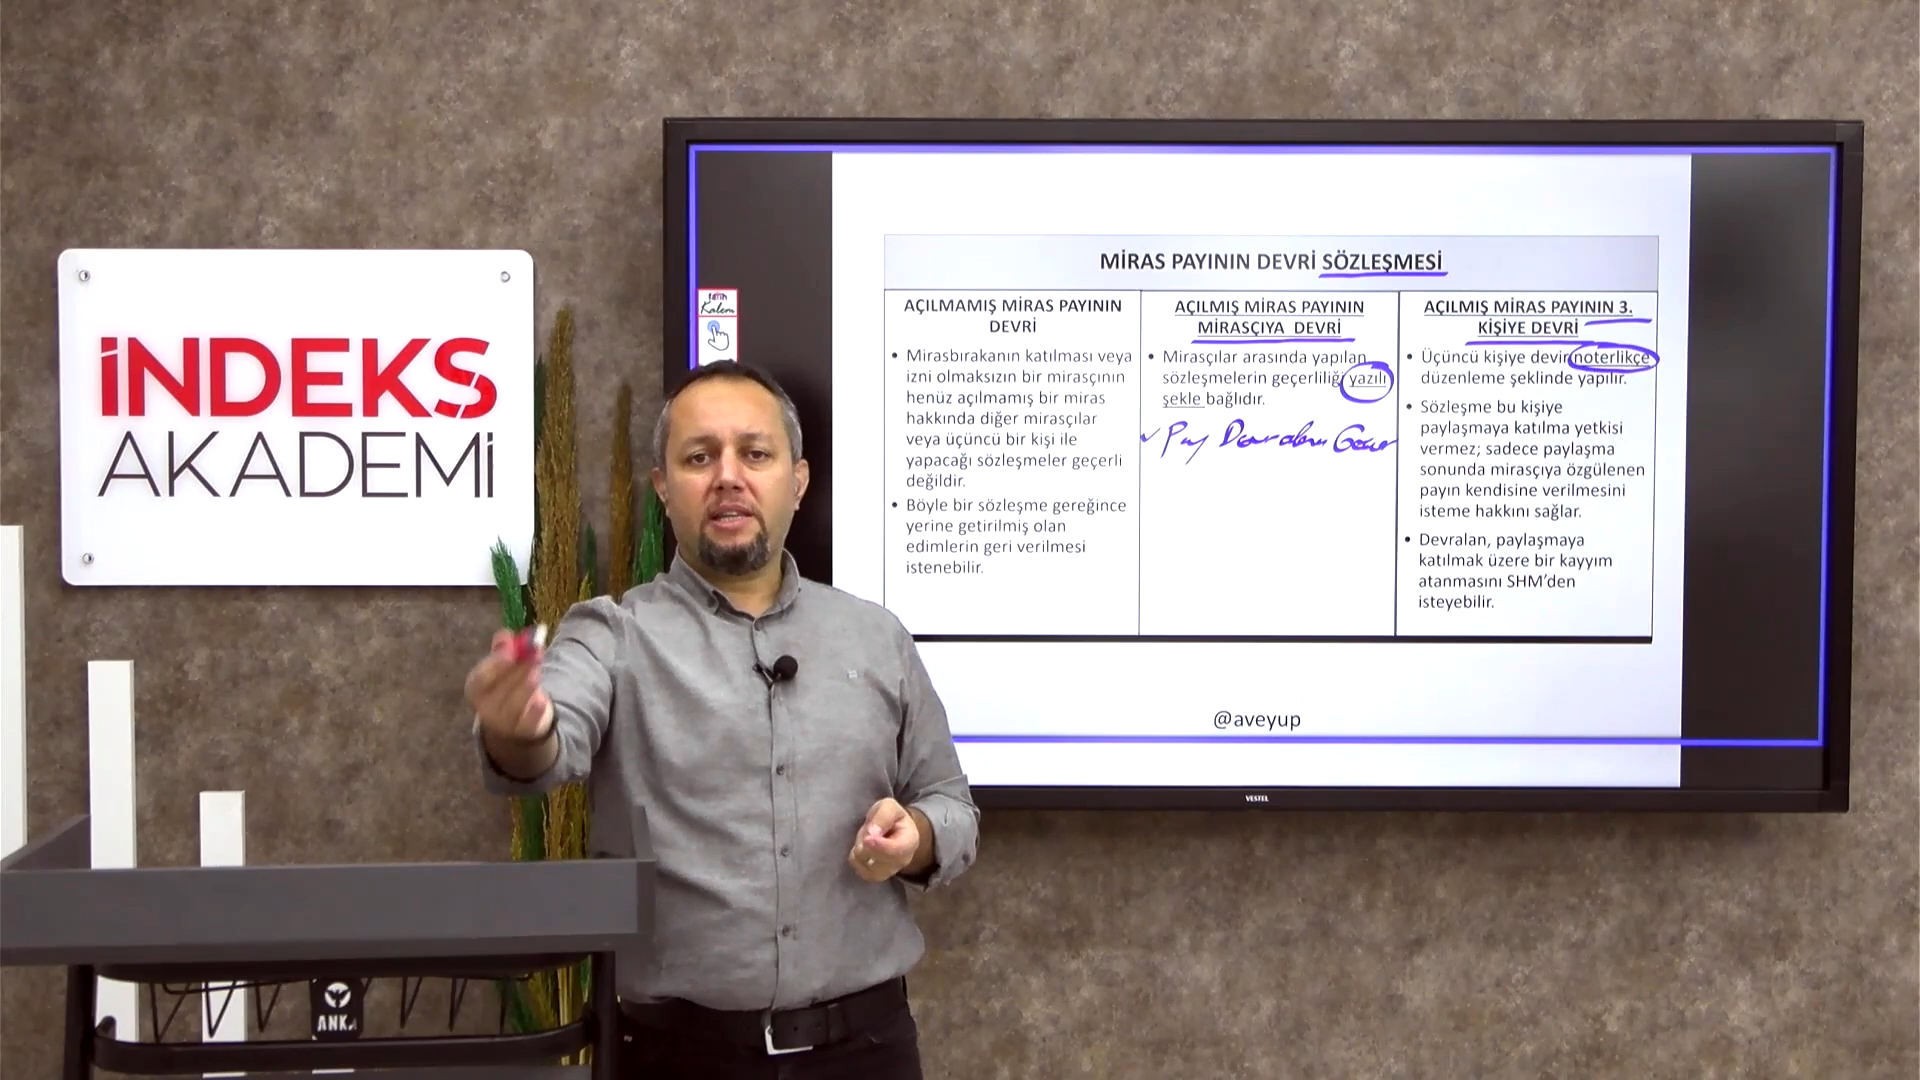 İNDEKS
AKADEMİ
ANKA
fatih
Kalem
MİRAS PAYININ DEVRİ SÖZLEŞMESİ
AÇILMAMIŞ MİRAS PAYININ
DEVRİ
• Mirasbırakanın katılması veya
izni olmaksızın bir mirasçının
henüz açılmamış bir miras
hakkında diğer mirasçılar
veya üçüncü bir kişi ile
yapacağı sözleşmeler geçerli
değildir.
• Böyle bir sözleşme gereğince
yerine getirilmiş olan
edimlerin geri verilmesi
istenebilir.
AÇILMIŞ MİRAS PAYININ
MİRASÇIYA DEVRİ
• Mirasçılar arasında yapılan
sözleşmelerin geçerliliği yazılı
şekle bağlıdır.
Pay
AÇILMIŞ MİRAS PAYININ 3.
KİŞİYE DEVRİ
• Üçüncü kişiye devir noterlikçe
düzenleme şeklinde yapılır.
• Sözleşme bu kişiye
paylaşmaya katılma yetkisi
vermez; sadece paylaşma
sonunda mirasçıya özgülenen
payın kendisine verilmesini
isteme hakkını sağlar.
• Devralan, paylaşmaya
katılmak üzere bir kayyım
atanmasını SHM’den
isteyebilir.
@aveyup
VESTEL